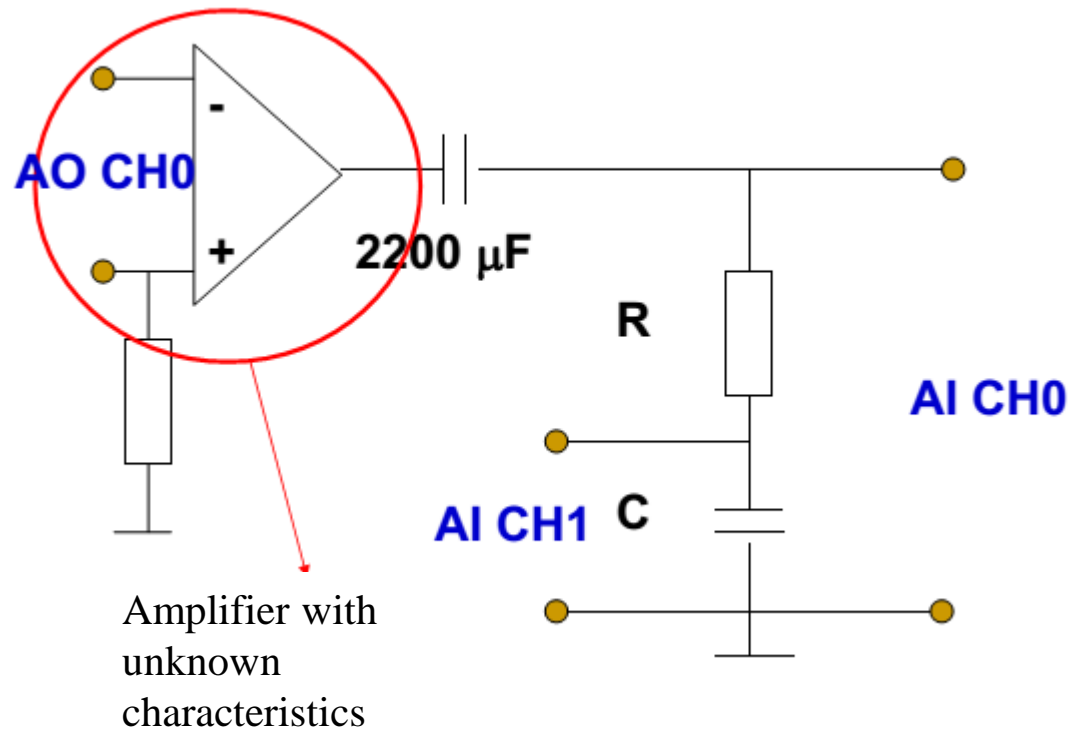 -
AO CH0
+
2200 μF
R
AI CH0
AI CH1
C
Amplifier with
unknown
characteristics